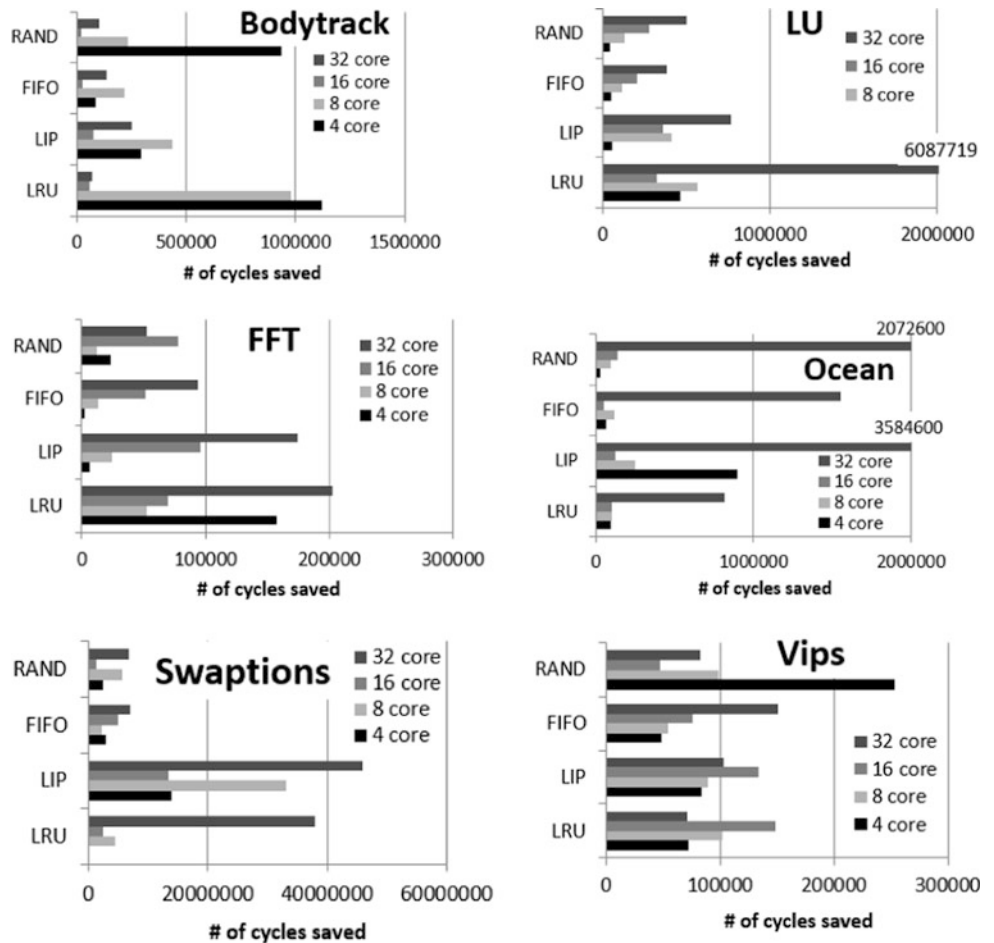 Bodytrack
RAND
FIFO
LIP
LRU
32 core
16 core
8 core
4 core
0 500000 1000000 1500000
# of cycles saved
LU
RAND
FIFO
LIP
LRU
32 core
16 core
8 core
6087719
0 1000000 2000000
# of cycles saved
FFT
RAND
FIFO
LIP
LRU
32 core
16 core
8 core
4 core
0 100000 200000 300000
# of cycles saved
2072600
Ocean
RAND
FIFO
LIP
LRU
3584600
32 core
16 core
8 core
4 core
0 1000000 2000000
# of cycles saved
Swaptions
RAND
FIFO
LIP
LRU
32 core
16 core
8 core
4 core
0 20000000 40000000 60000000
# of cycles saved
Vips
RAND
FIFO
LIP
LRU
32 core
16 core
8 core
4 core
0 100000 200000 300000
# of cycles saved